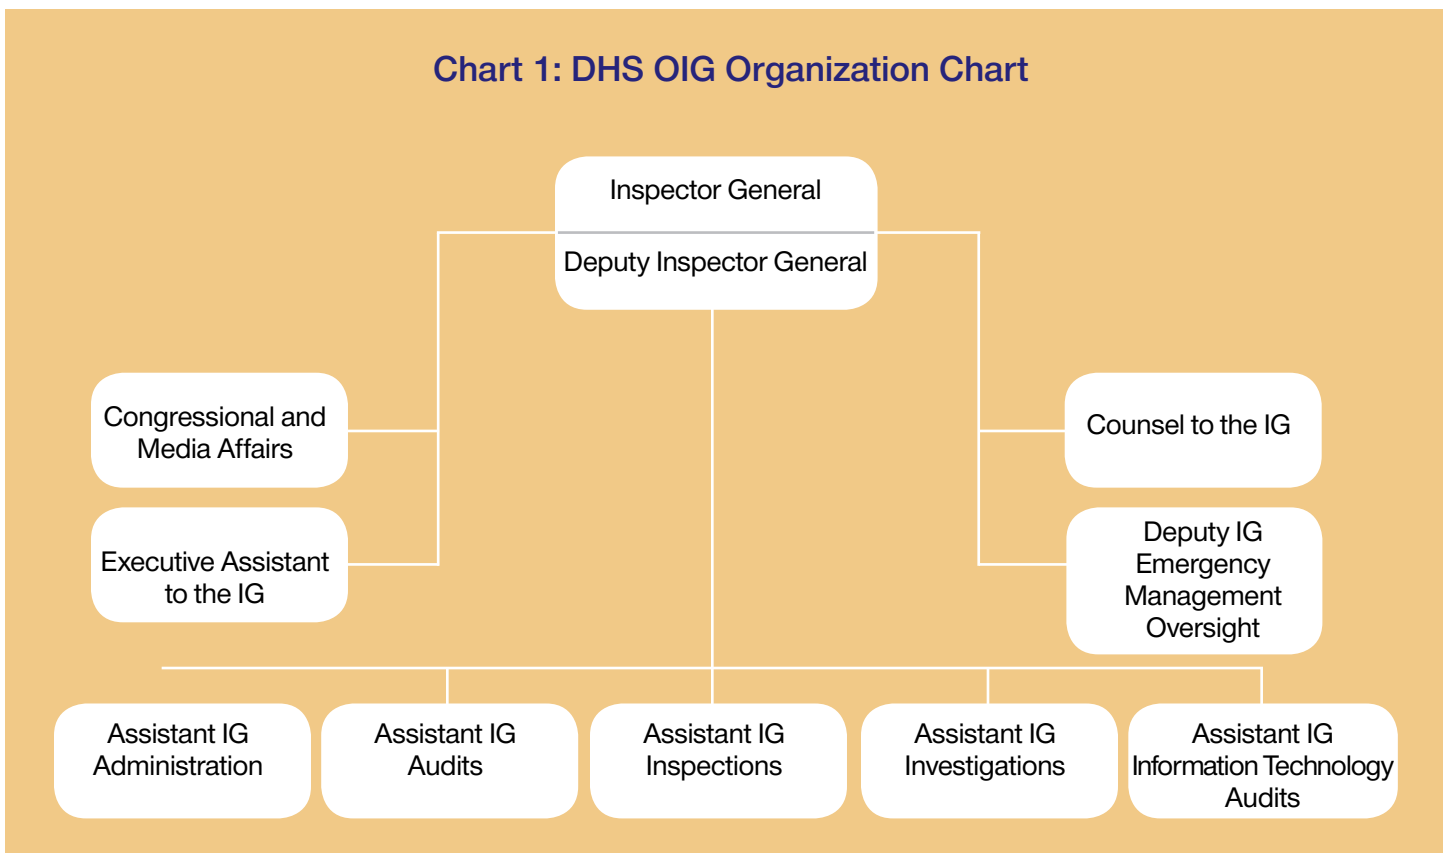 Chart 1: DHS OIG Organization Chart
Inspector General
Deputy Inspector General
Congressional and
Media Affairs
Counsel to the IG
Executive Assistant
to the IG
Deputy IG
Emergency
Management
Oversight
Assistant IG
Administration
Assistant IG
Audits
Assistant IG
Inspections
Assistant IG
Investigations
Assistant IG
Information Technology
Audits